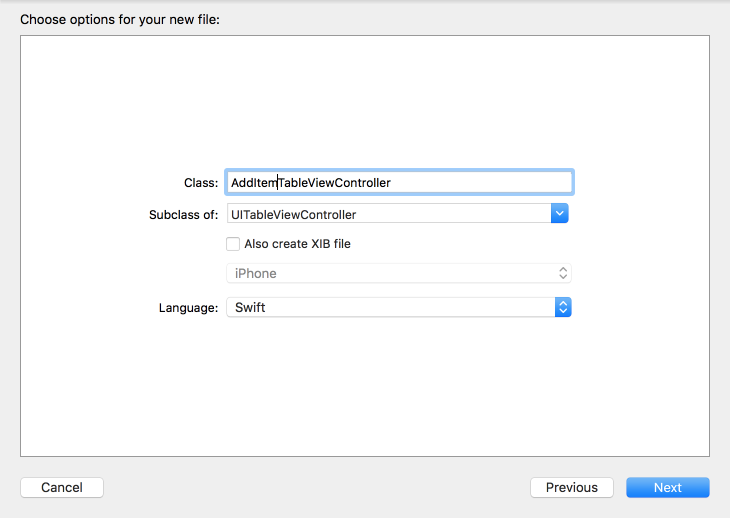 Choose options for your new file:
Class: AddItemTableViewController
Subclass of: UITableViewController
Also create XIB file
iPhone
Language: Swift
Cancel Previous Next